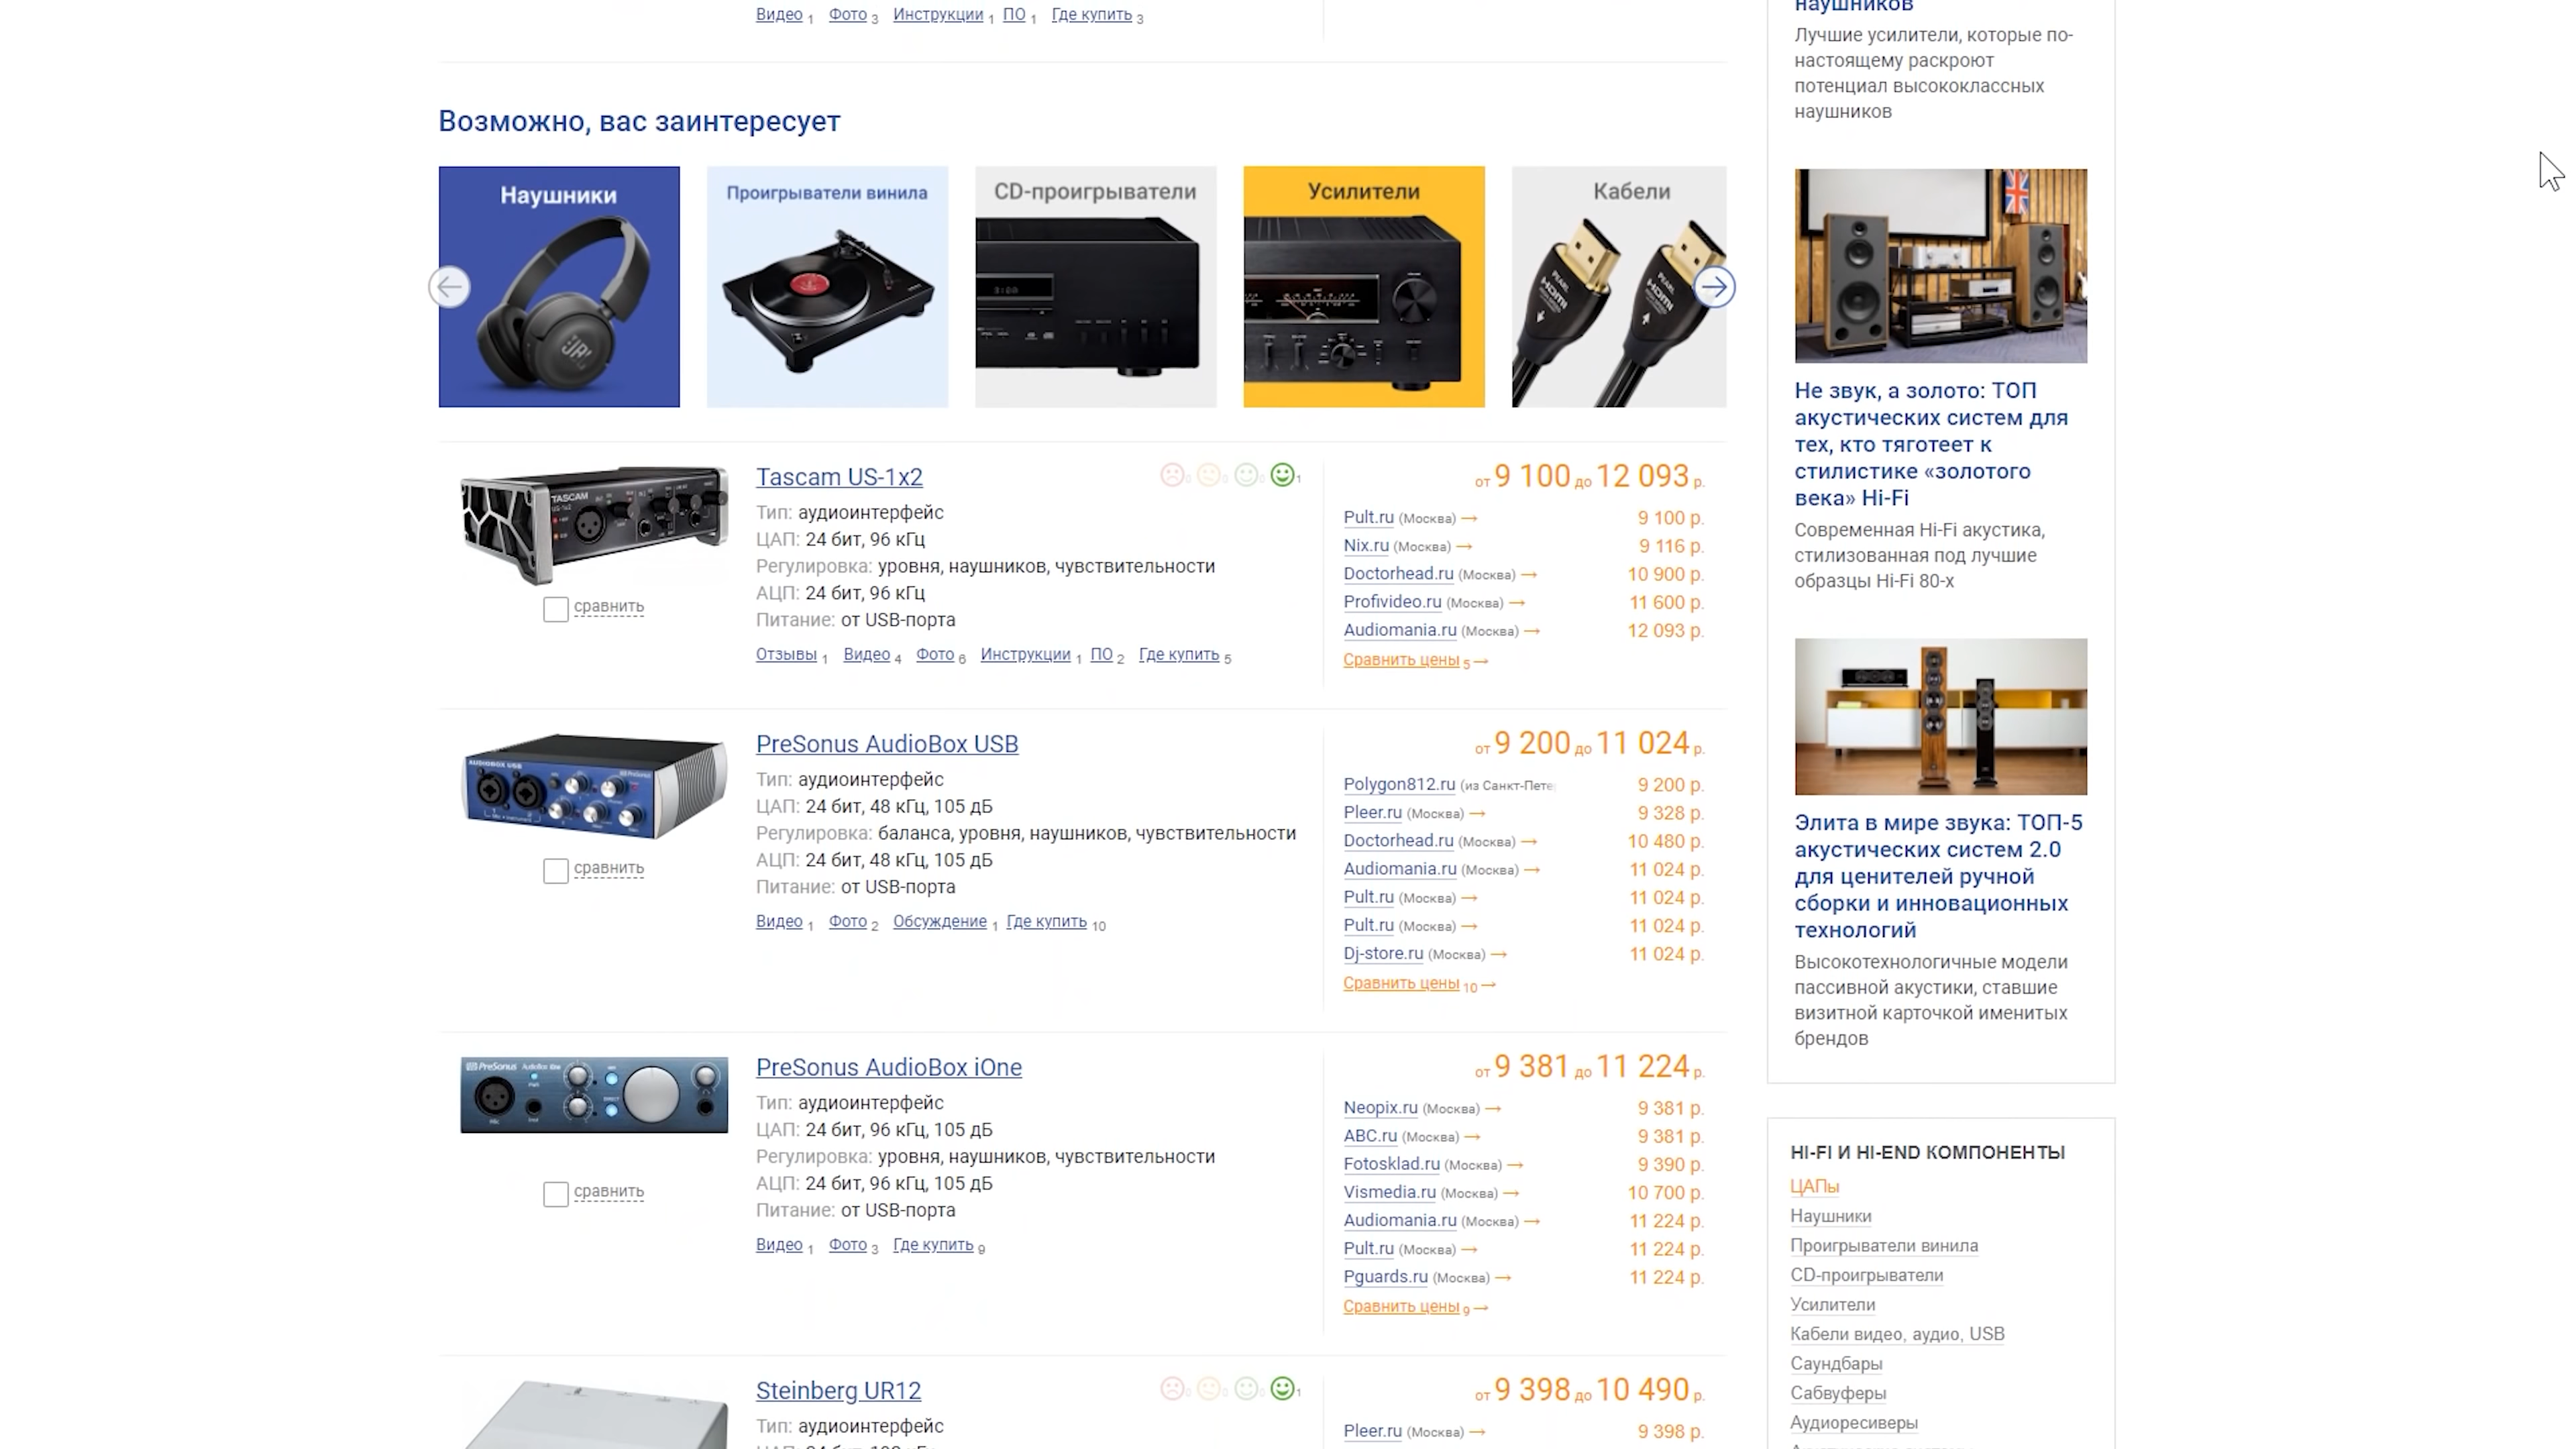 Видео 1 Фото 3 Инструкции 1 ПО 1 Где купить 3
Возможно, вас заинтересует
Наушники
Проигрыватели винила
CD-проигрыватели
Усилители
Кабели
Tascam US-1x2
Тип: аудиоинтерфейс
ЦАП: 24 бит, 96 кГц
Регулировка: уровня, наушников, чувствительности
АЦП: 24 бит, 96 кГц
Питание: от USB-порта
Отзывы 1 Видео 4 Фото 6 Инструкции 1 ПО 2 Где купить 5
сравнить
от 9 100 до 12 093 р.
Pult.ru (Москва) → 9 100 р.
Nix.ru (Москва) → 9 116 р.
Doctorhead.ru (Москва) → 10 900 р.
Profivideo.ru (Москва) → 11 600 р.
Audiomania.ru (Москва) → 12 093 р.
Сравнить цены 5 →
PreSonus AudioBox USB
Тип: аудиоинтерфейс
ЦАП: 24 бит, 48 кГц, 105 дБ
Регулировка: баланса, уровня, наушников, чувствительности
АЦП: 24 бит, 48 кГц, 105 дБ
Питание: от USB-порта
Видео 1 Фото 2 Обсуждение 1 Где купить 10
сравнить
от 9 200 до 11 024 р.
Polygon812.ru (из Санкт-Пете 9 200 р.
Pleer.ru (Москва) → 9 328 р.
Doctorhead.ru (Москва) → 10 480 р.
Audiomania.ru (Москва) → 11 024 р.
Pult.ru (Москва) → 11 024 р.
Pult.ru (Москва) → 11 024 р.
Dj-store.ru (Москва) → 11 024 р.
Сравнить цены 10 →
PreSonus AudioBox iOne
Тип: аудиоинтерфейс
ЦАП: 24 бит, 96 кГц, 105 дБ
Регулировка: уровня, наушников, чувствительности
АЦП: 24 бит, 96 кГц, 105 дБ
Питание: от USB-порта
Видео 1 Фото 3 Где купить 9
сравнить
от 9 381 до 11 224 р.
Neopix.ru (Москва) → 9 381 р.
ABC.ru (Москва) → 9 381 р.
Fotosklad.ru (Москва) → 9 390 р.
Vismedia.ru (Москва) → 10 700 р.
Audiomania.ru (Москва) → 11 224 р.
Pult.ru (Москва) → 11 224 р.
Pguards.ru (Москва) → 11 224 р.
Сравнить цены 9 →
Steinberg UR12
Тип: аудиоинтерфейс
от 9 398 до 10 490 р.
Pleer.ru (Москва) → 9 398 р.
наушников
Лучшие усилители, которые по-
настоящему раскроют
потенциал высококлассных
наушников
Не звук, а золото: ТОП
акустических систем для
тех, кто тяготеет к
стилистике «золотого
века» Hi-Fi
Современная Hi-Fi акустика,
стилизованная под лучшие
образцы Hi-Fi 80-х
Элита в мире звука: ТОП-5
акустических систем 2.0
для ценителей ручной
сборки и инновационных
технологий
Высокотехнологичные модели
пассивной акустики, ставшие
визитной карточкой именитых
брендов
HI-FI И HI-END КОМПОНЕНТЫ
ЦАПы
Наушники
Проигрыватели винила
CD-проигрыватели
Усилители
Кабели видео, аудио, USB
Саундбары
Сабвуферы
Аудиоресиверы